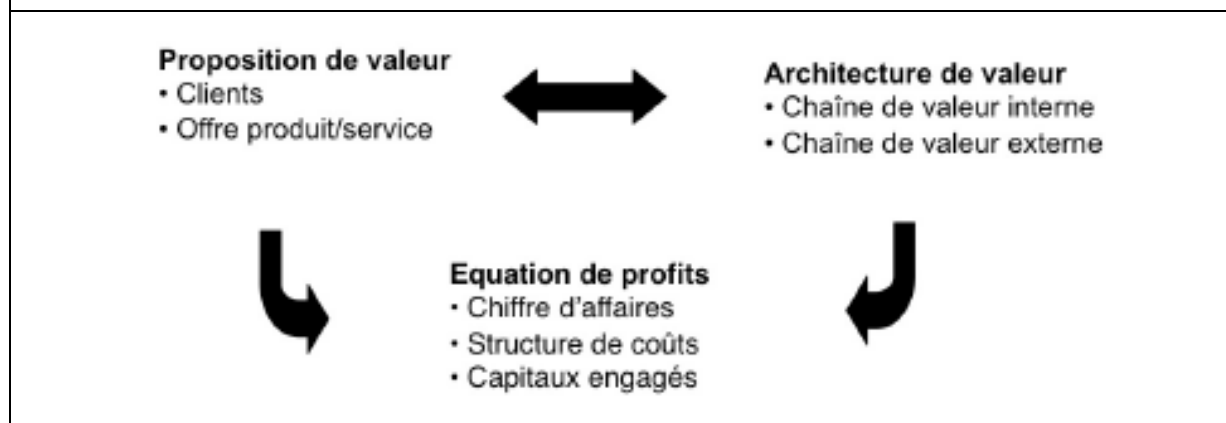 Proposition de valeur
• Clients
• Offre produit/service
Architecture de valeur
• Chaîne de valeur interne
• Chaîne de valeur externe
Equation de profits
• Chiffre d'affaires
• Structure de coûts
• Capitaux engagés